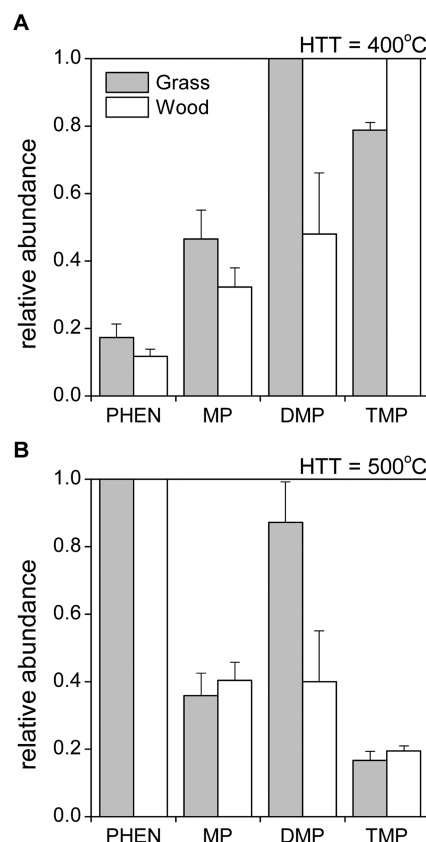 A
HTT = 400°C
1.0
0.8
0.6
0.4
0.2
0.0
relative abundance
Grass
Wood
PHEN MP DMP TMP
B
HTT = 500°C
1.0
0.8
0.6
0.4
0.2
0.0
relative abundance
PHEN MP DMP TMP